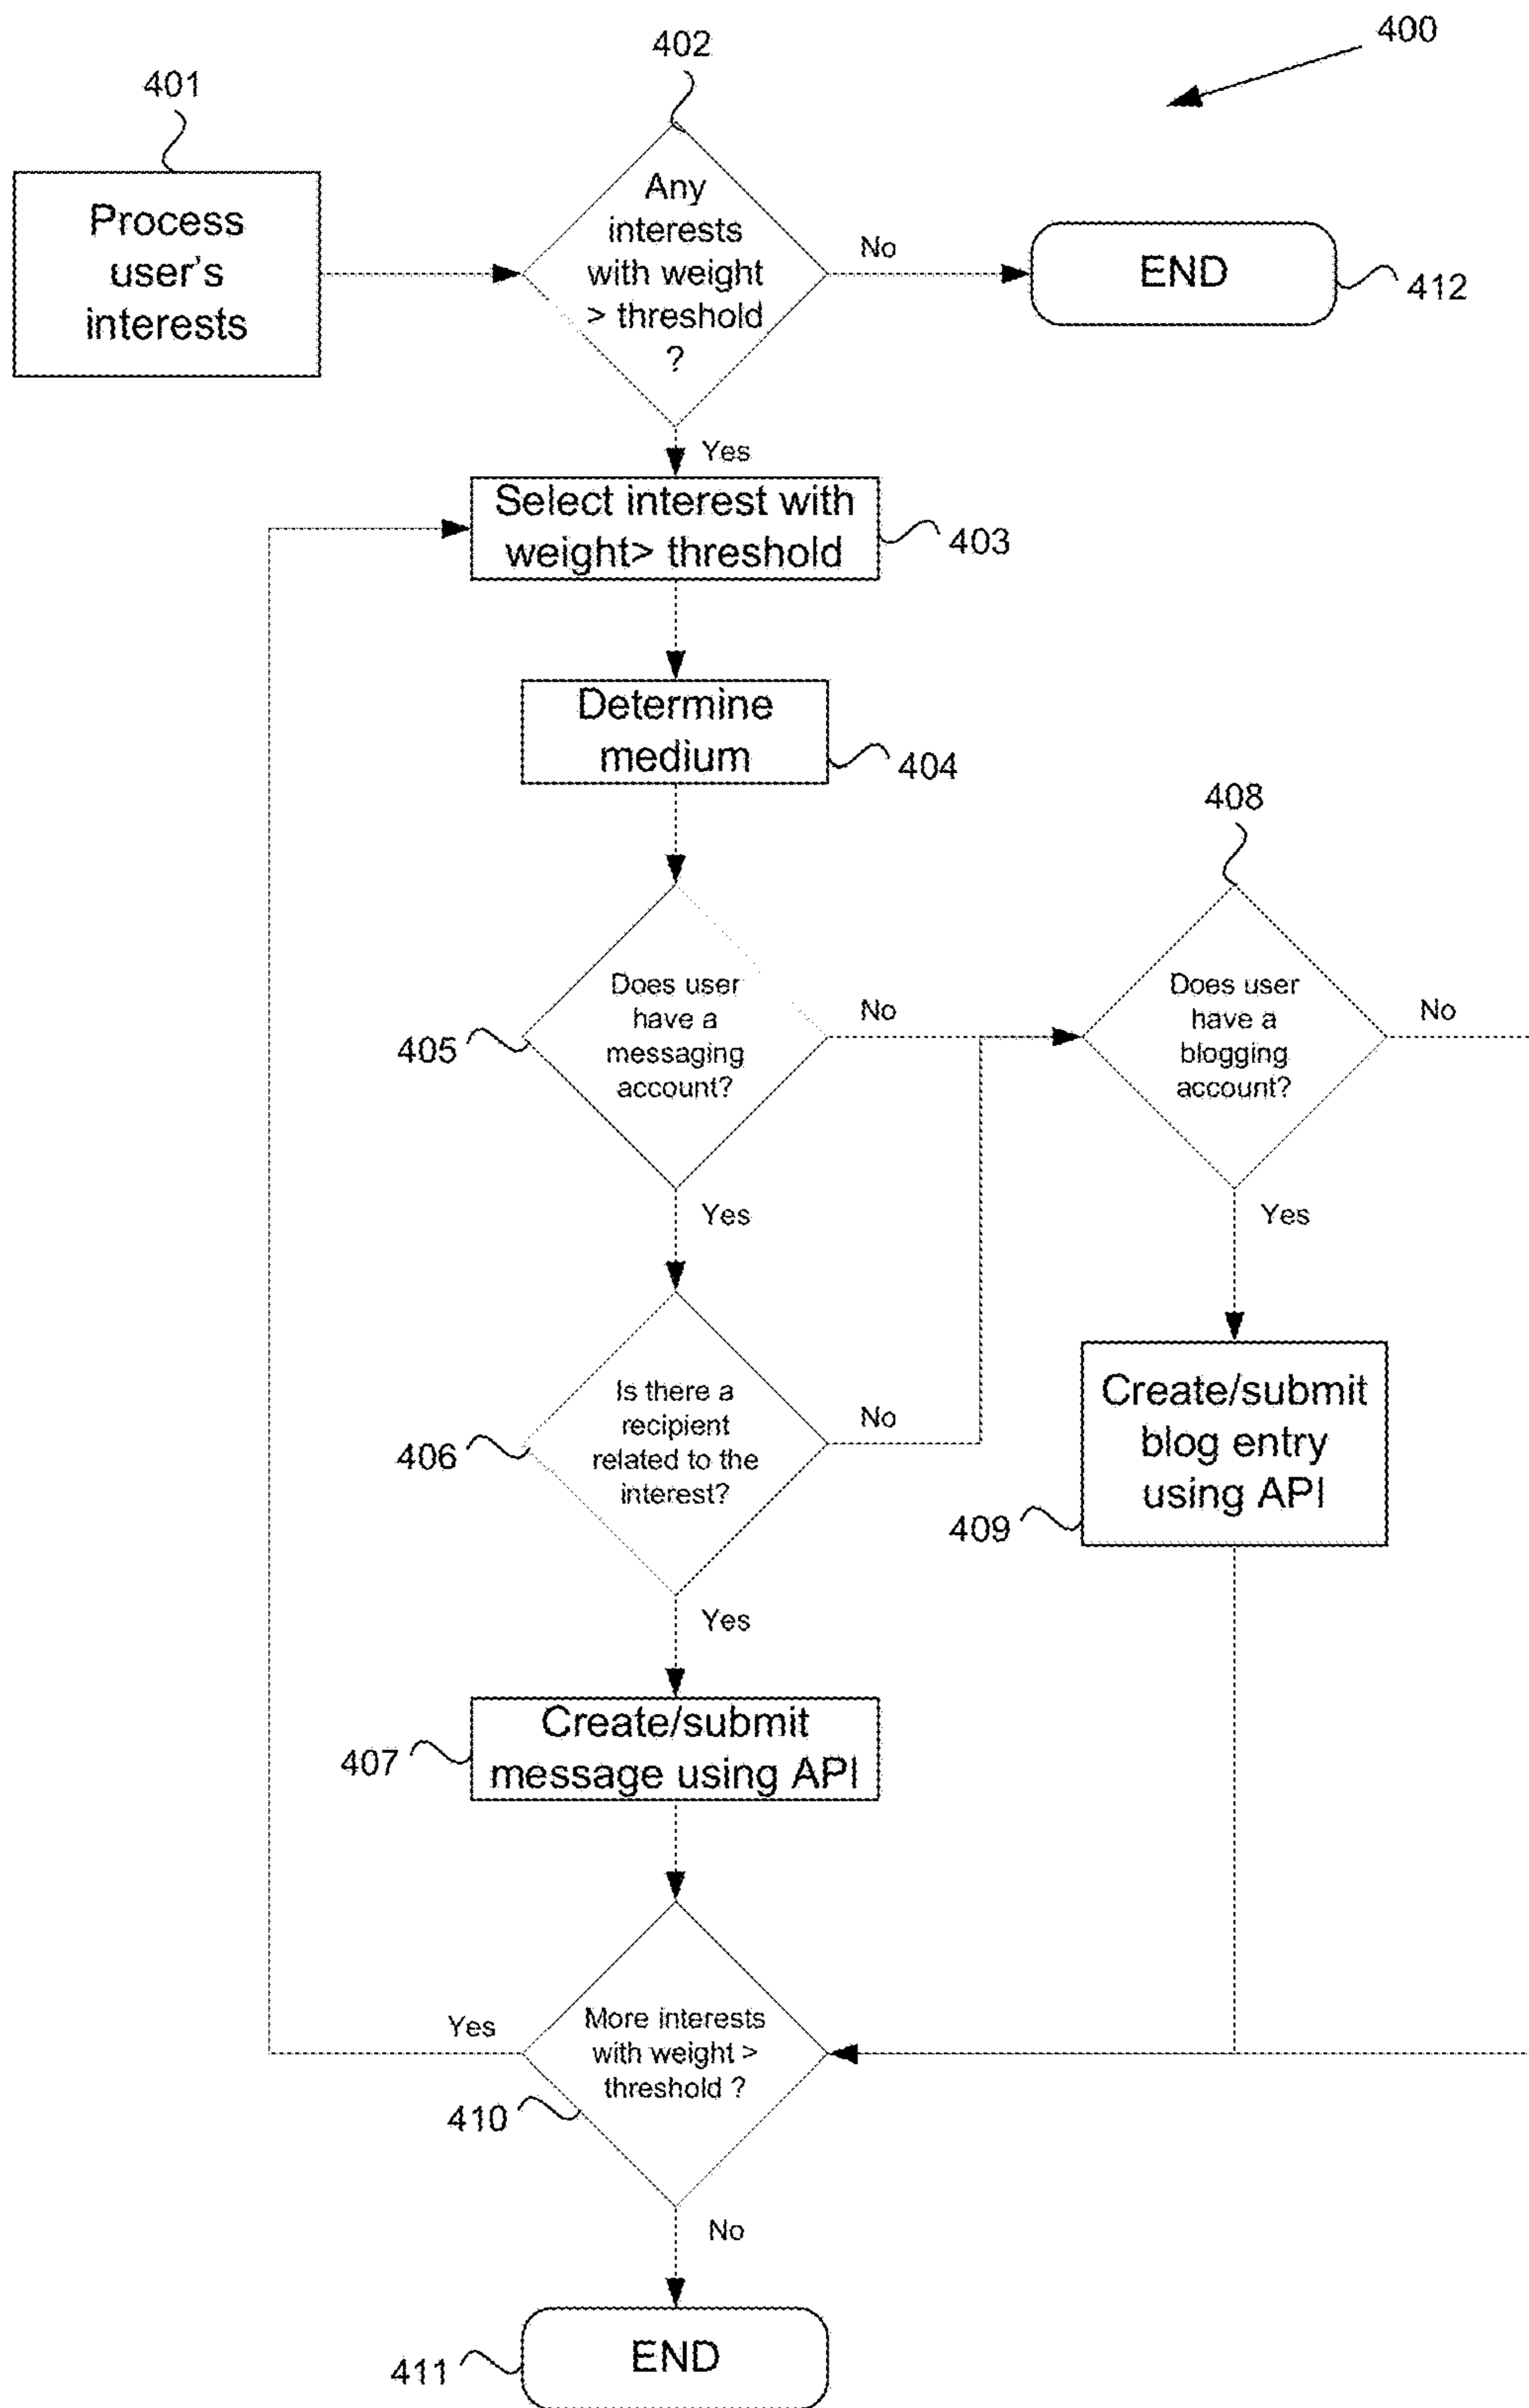 400
402
401
Any
interests
with weight
> threshold
?
Process
user's
interests
No
END
412
Yes
Select interest with
weight> threshold
403
Determine
medium
404
408
Does user
have a
messaging
account?
405
No
Does user
have a
blogging
account?
No
Yes
Yes
Is there a
recipient
related to the
interest?
406
No
Create/submit
blog entry
using API
409
Yes
Create/submit
message using API
407
More interests
with weight >
threshold ?
Yes
410
No
END
411